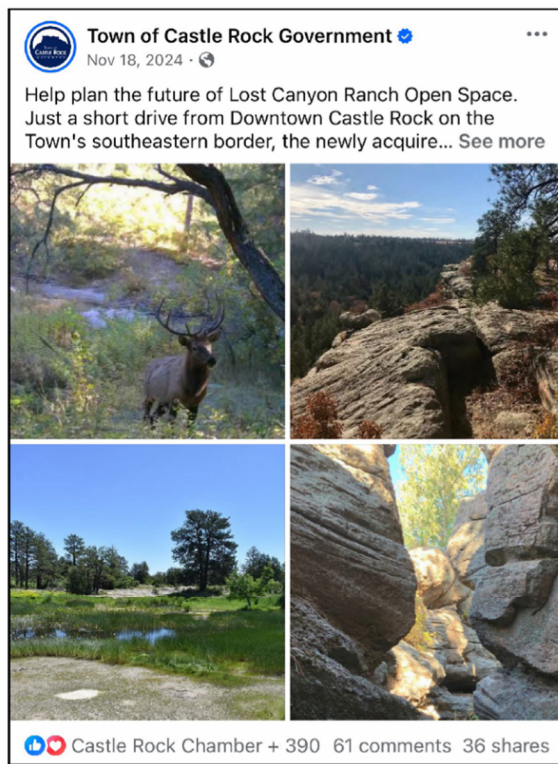 Town of Castle Rock Government
Nov 18, 2024 ·
Help plan the future of Lost Canyon Ranch Open Space.
Just a short drive from Downtown Castle Rock on the
Town's southeastern border, the newly acquire... See more
Castle Rock Chamber + 390 61 comments 36 shares